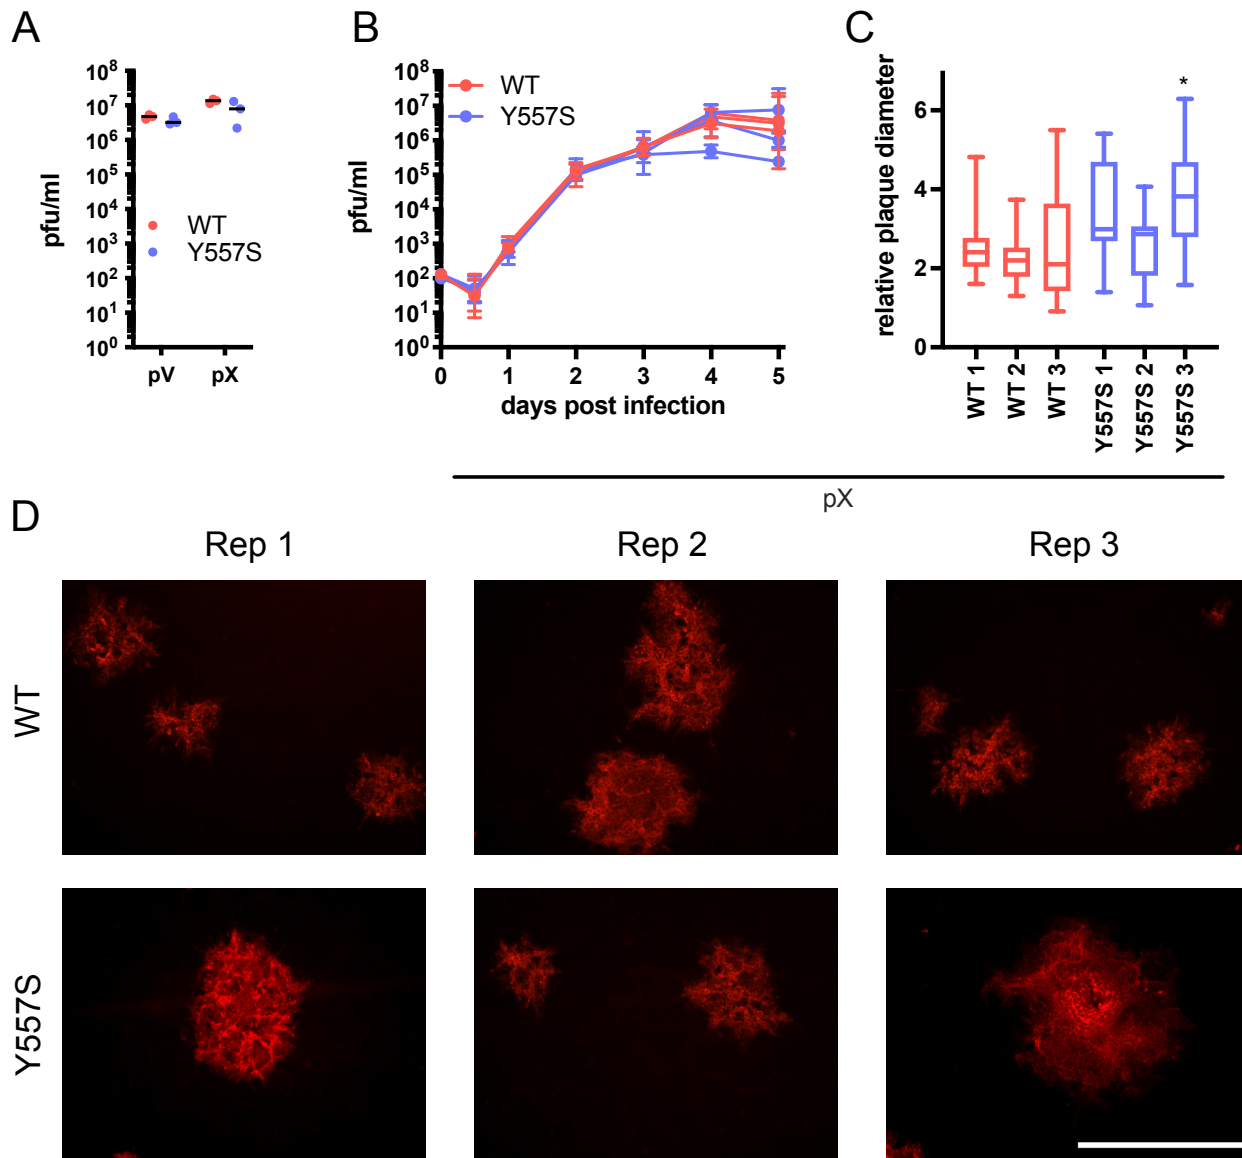 A
B
C
10⁸
10⁷
10⁶
10⁵
10⁴
10³
10²
10¹
10⁰
pfu/ml
WT
Y557S
pV
pX
10⁸
10⁷
10⁶
10⁵
10⁴
10³
10²
10¹
10⁰
pfu/ml
WT
Y557S
0
1
2
3
4
5
days post infection
relative plaque diameter
6
4
2
0
*
WT 1
WT 2
WT 3
Y557S 1
Y557S 2
Y557S 3
pX
D
Rep 1
Rep 2
Rep 3
WT
Y557S